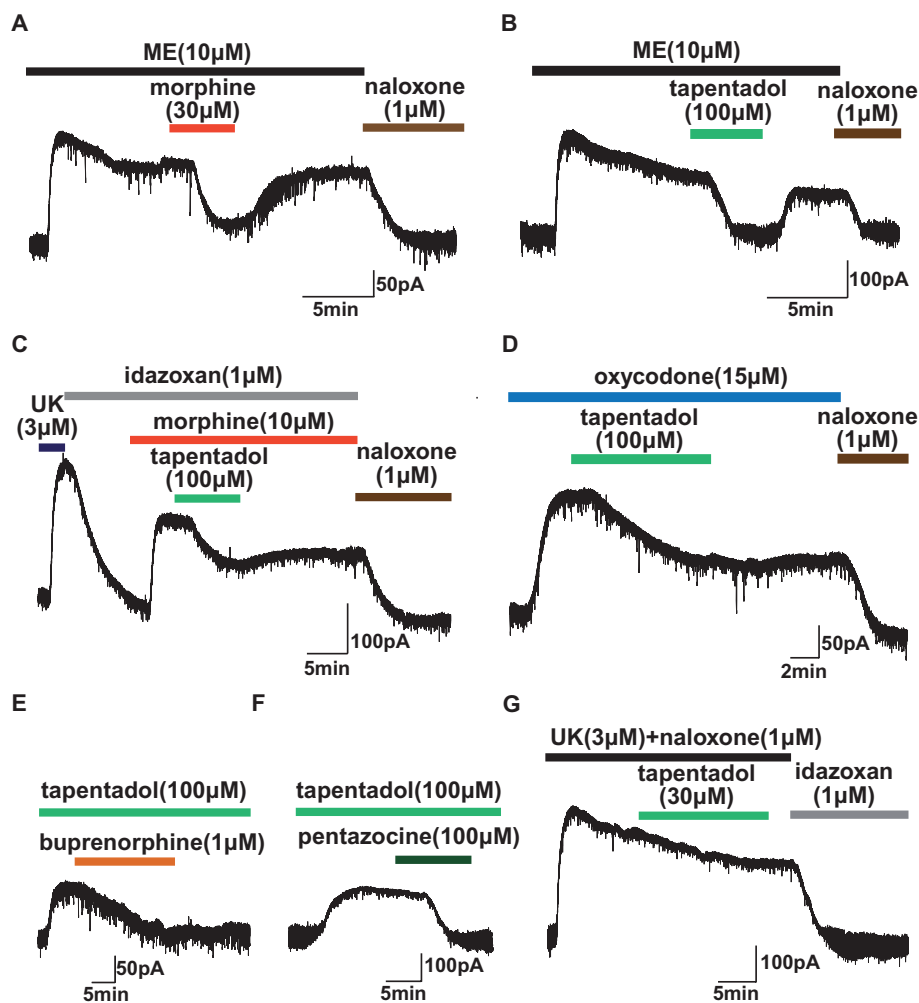 A
ME(10µM)
morphine
(30µM)
naloxone
(1µM)
50pA
5min
B
ME(10µM)
tapentadol
(100µM)
naloxone
(1µM)
100pA
5min
C
idazoxan(1µM)
UK
(3µM)
morphine(10µM)
tapentadol
(100µM)
naloxone
(1µM)
100pA
5min
D
oxycodone(15µM)
tapentadol
(100µM)
naloxone
(1µM)
50pA
2min
E
tapentadol(100µM)
buprenorphine(1µM)
50pA
5min
F
tapentadol(100µM)
pentazocine(100µM)
100pA
5min
G
UK(3µM)+naloxone(1µM)
tapentadol
(30µM)
idazoxan
(1µM)
100pA
5min